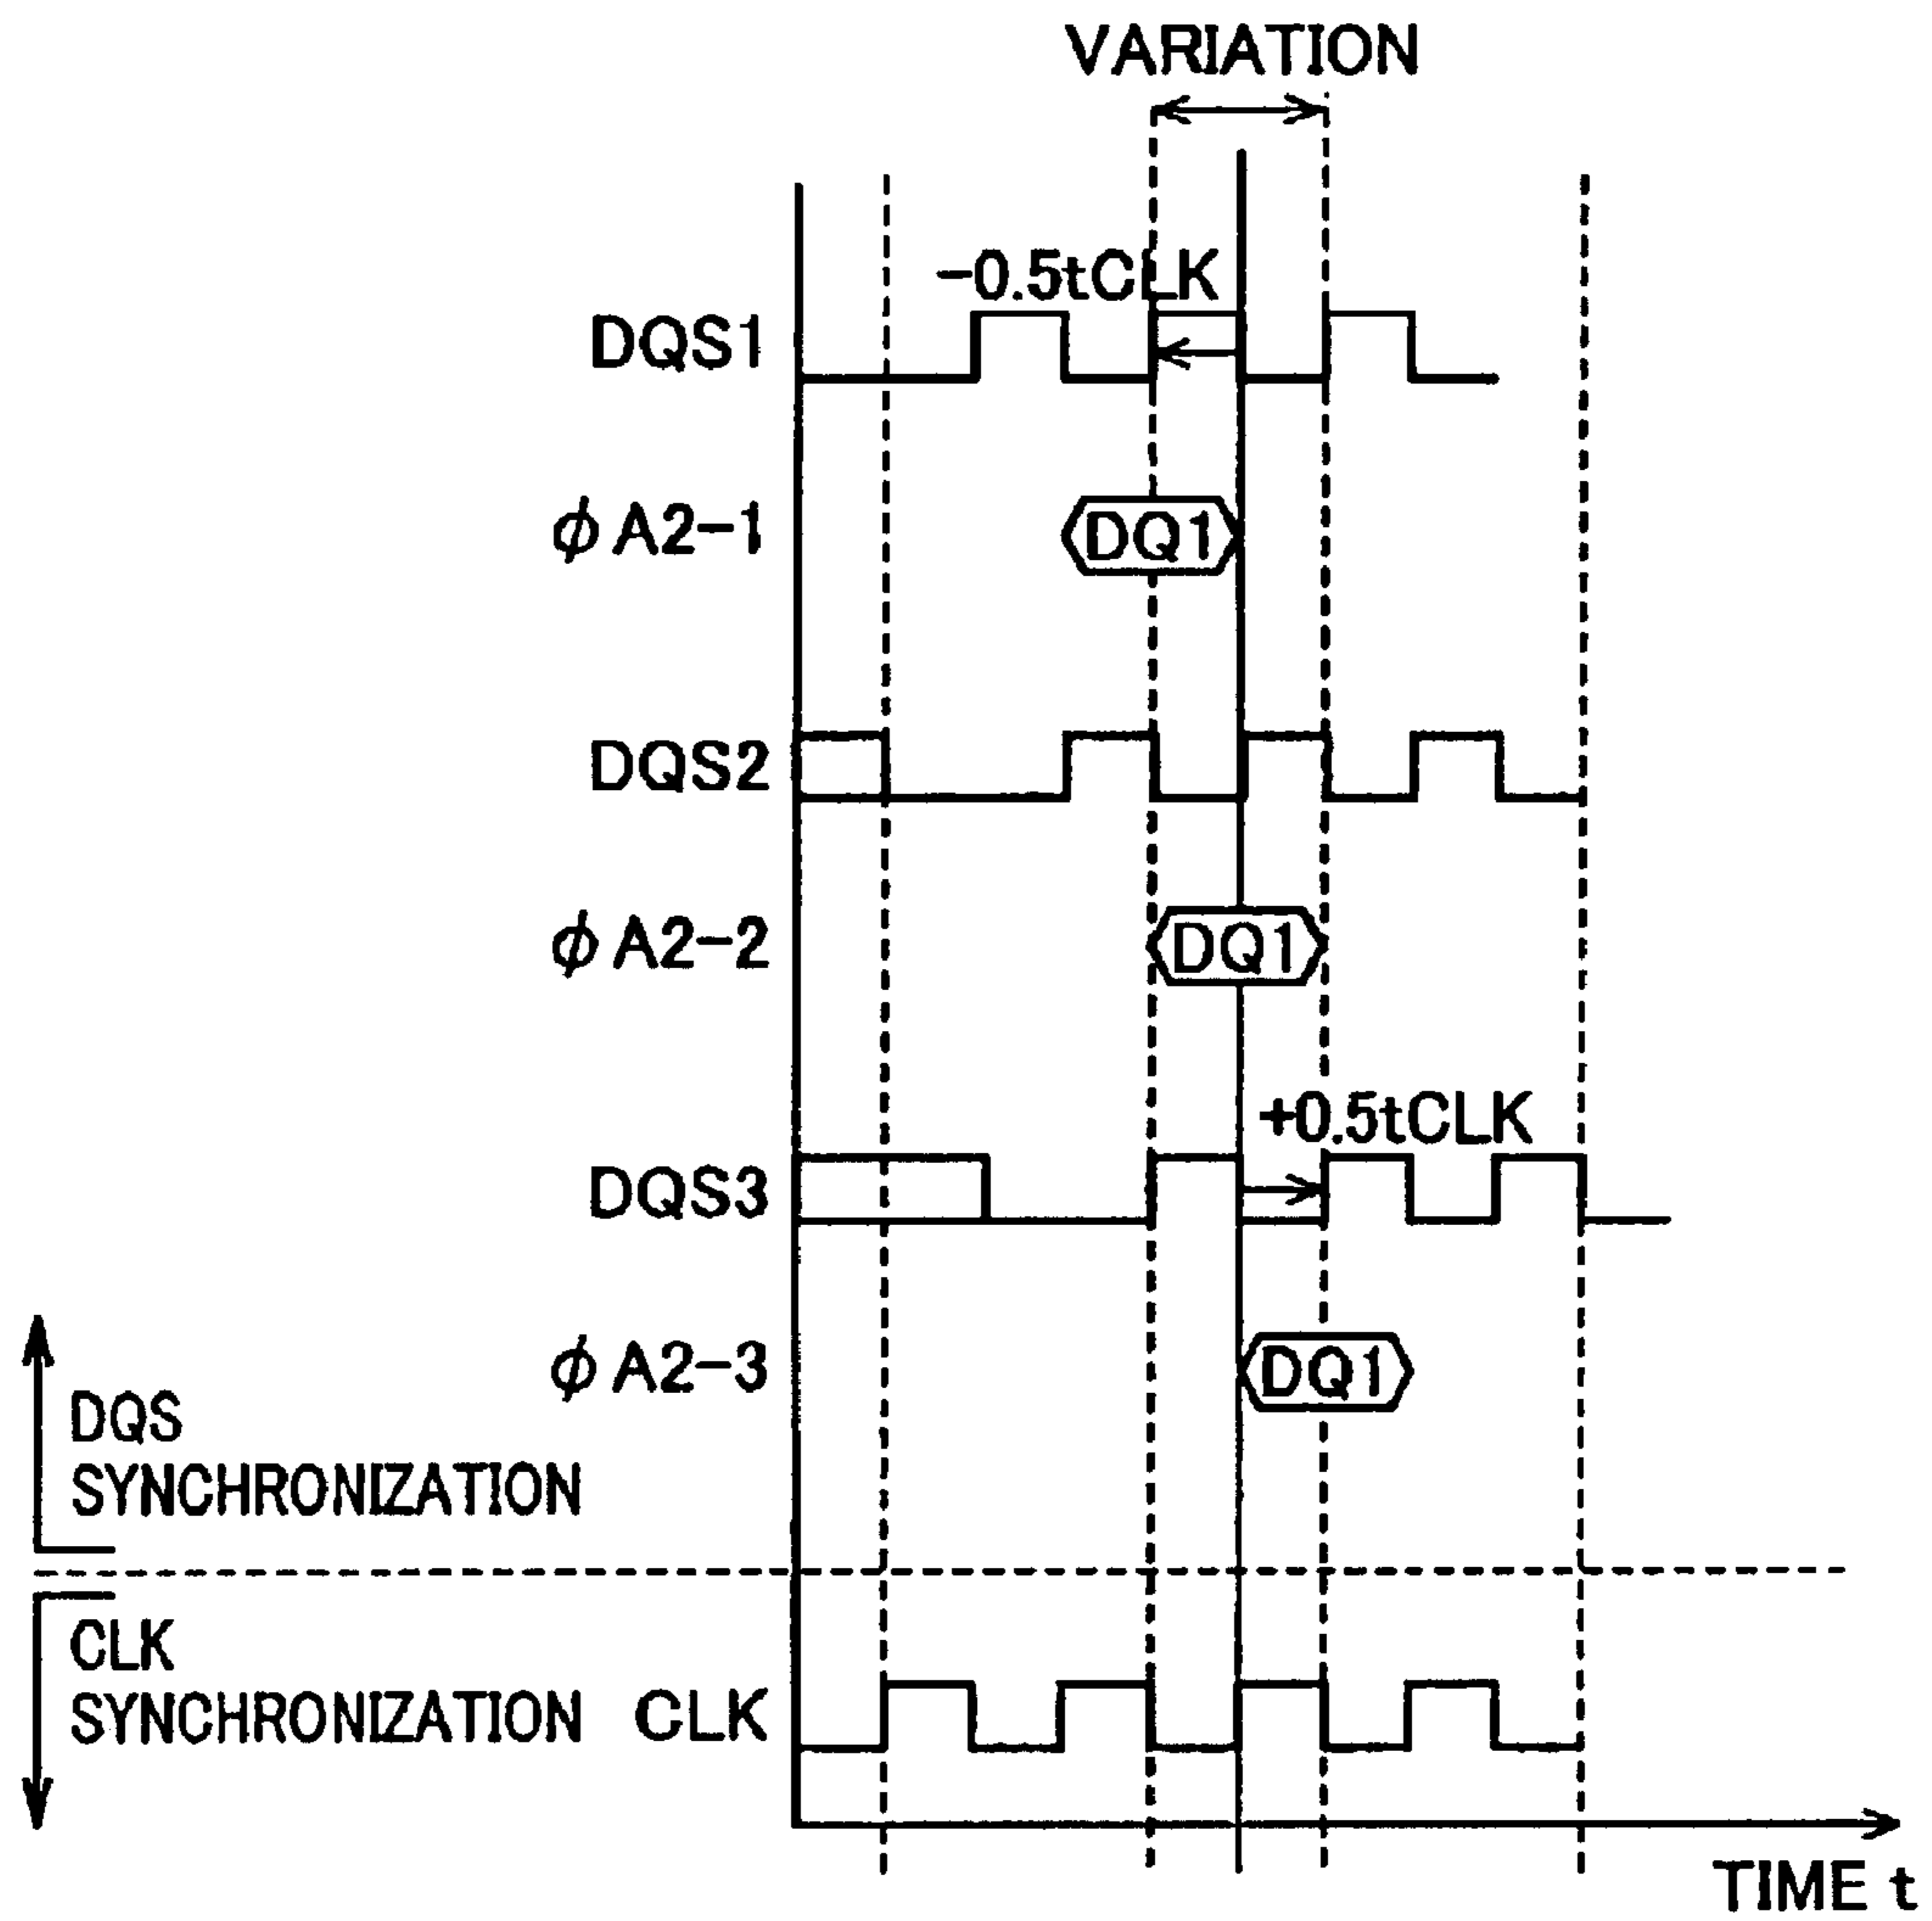 VARIATION
-0.5tCLK
DQS1
φA2-1
DQ1
DQS2
φA2-2
DQ1
+0.5tCLK
DQS3
φA2-3
DQ1
DQS
SYNCHRONIZATION
CLK
SYNCHRONIZATION
CLK
TIME t